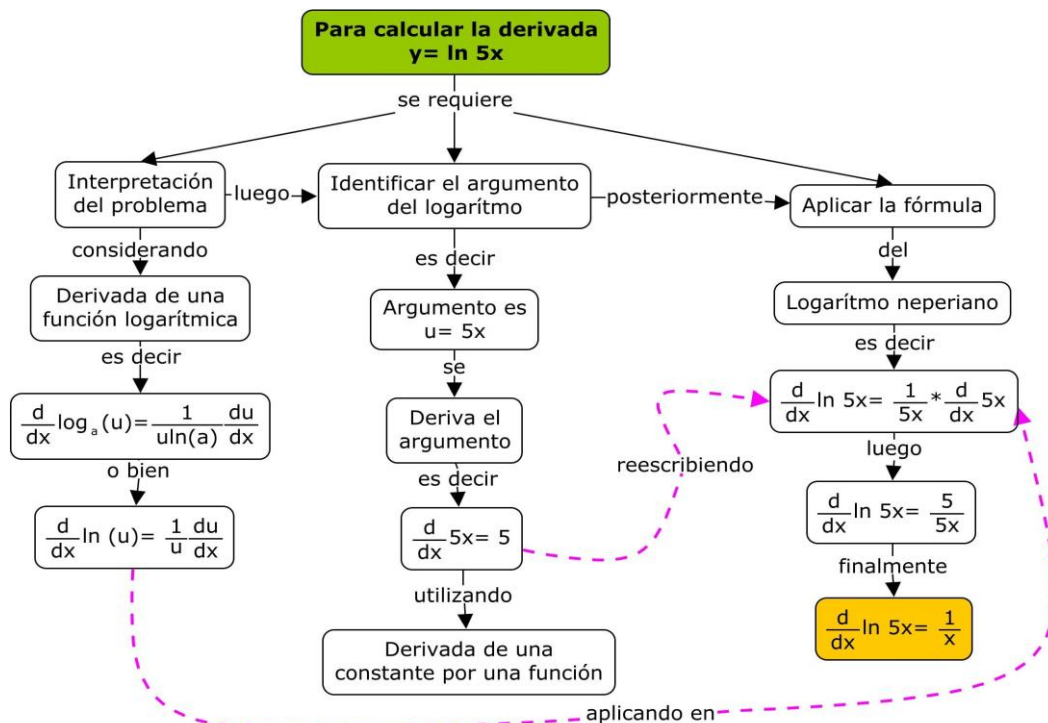 Para calcular la derivada
y= ln 5x
se requiere
Interpretación
del problema
luego
Identificar el argumento
del logarítmo
posteriormente
Aplicar la fórmula
considerando
es decir
del
Derivada de una
función logarítmica
Argumento es
u= 5x
Logarítmo neperiano
es decir
se
es decir
d/dx log_a(u)= 1/uln(a) du/dx
Deriva el
argumento
d/dx ln 5x= 1/5x * d/dx 5x
o bien
es decir
reescribiendo
luego
d/dx ln (u)= 1/u du/dx
d/dx 5x= 5
d/dx ln 5x= 5/5x
utilizando
finalmente
Derivada de una
constante por una función
d/dx ln 5x= 1/x
aplicando en